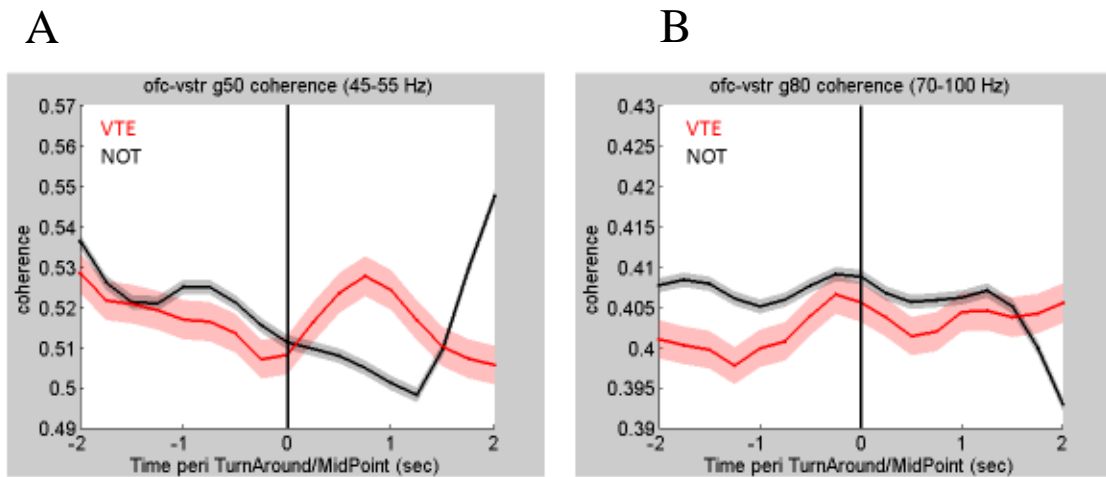 A
B
ofc-vstr g50 coherence (45-55 Hz)
0.57
0.56
0.55
0.54
0.53
0.52
0.51
0.5
0.49
coherence
VTE
NOT
-2
-1
0
1
2
Time peri TurnAround/MidPoint (sec)
ofc-vstr g80 coherence (70-100 Hz)
0.43
0.425
0.42
0.415
0.41
0.405
0.4
0.395
0.39
coherence
VTE
NOT
-2
-1
0
1
2
Time peri TurnAround/MidPoint (sec)